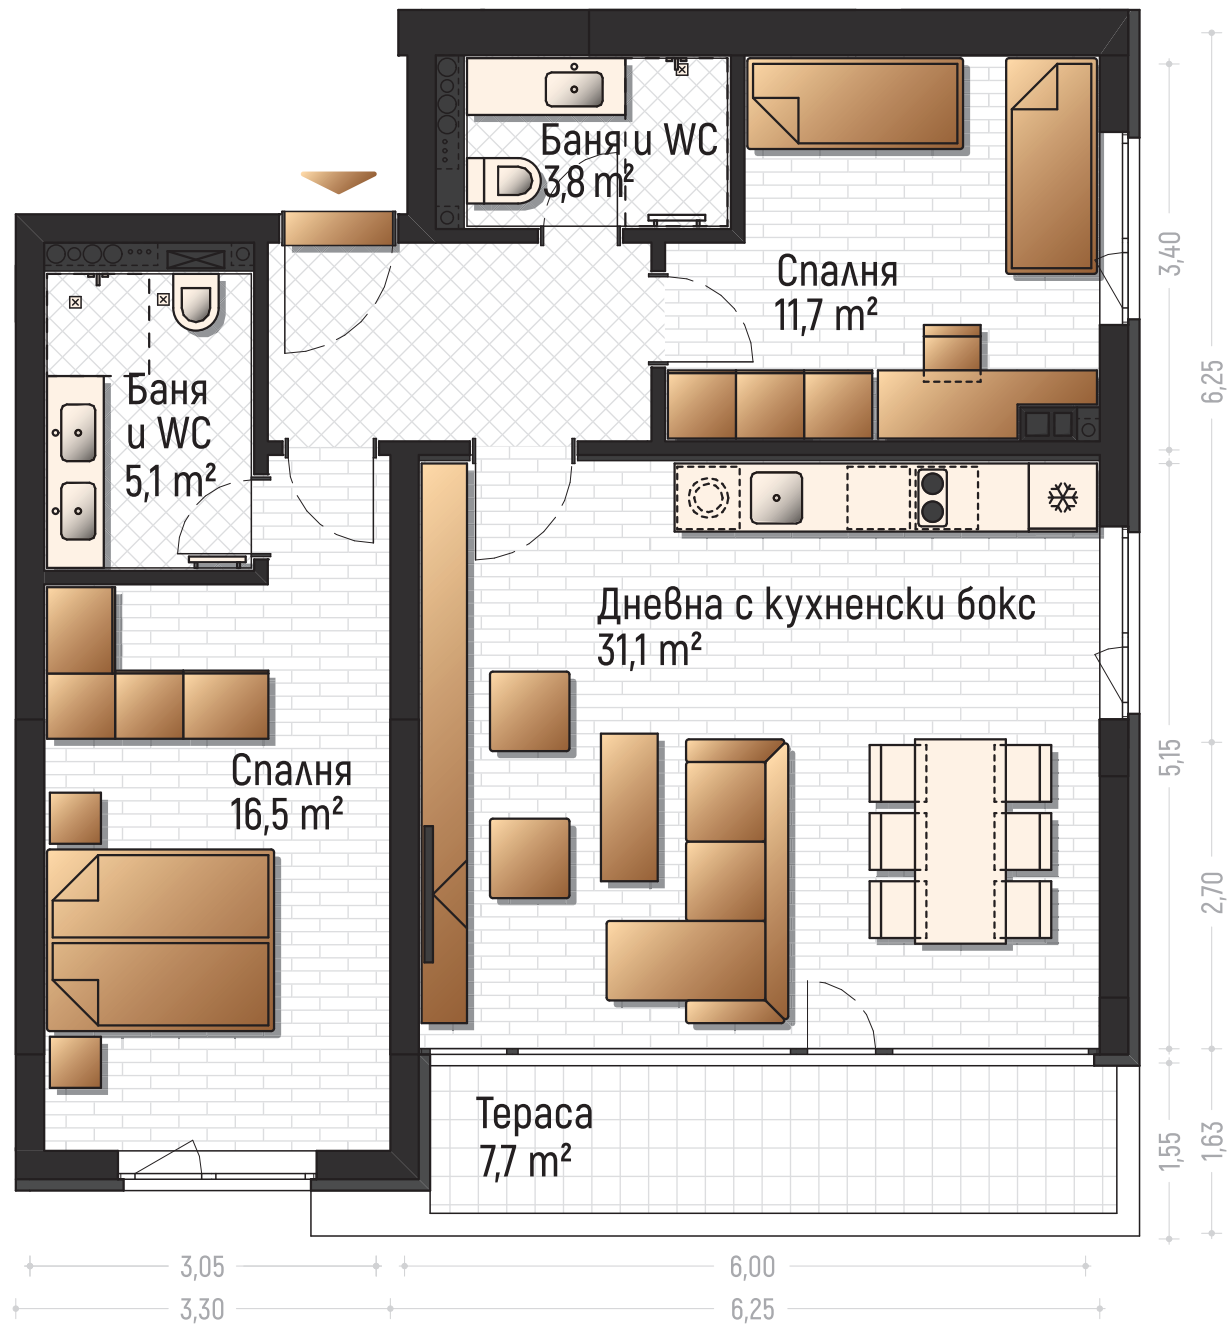 Баня и WC
3,8 m²
Спалня
11,7 m²
3,40
6,25
Баня
и WC
5,1 m²
Дневна с кухненски бокс
31,1 m²
Спалня
16,5 m²
5,15
2,70
Тераса
7,7 m²
1,55
1,63
3,05
6,00
3,30
6,25